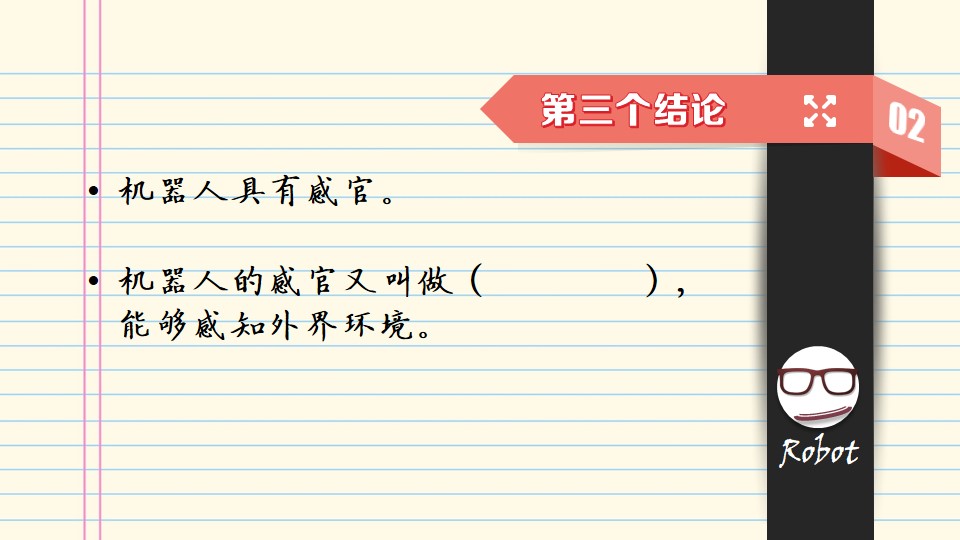 第三个结论
02
• 机器人具有感官。
• 机器人的感官又叫做（          ），
能够感知外界环境。
Robot